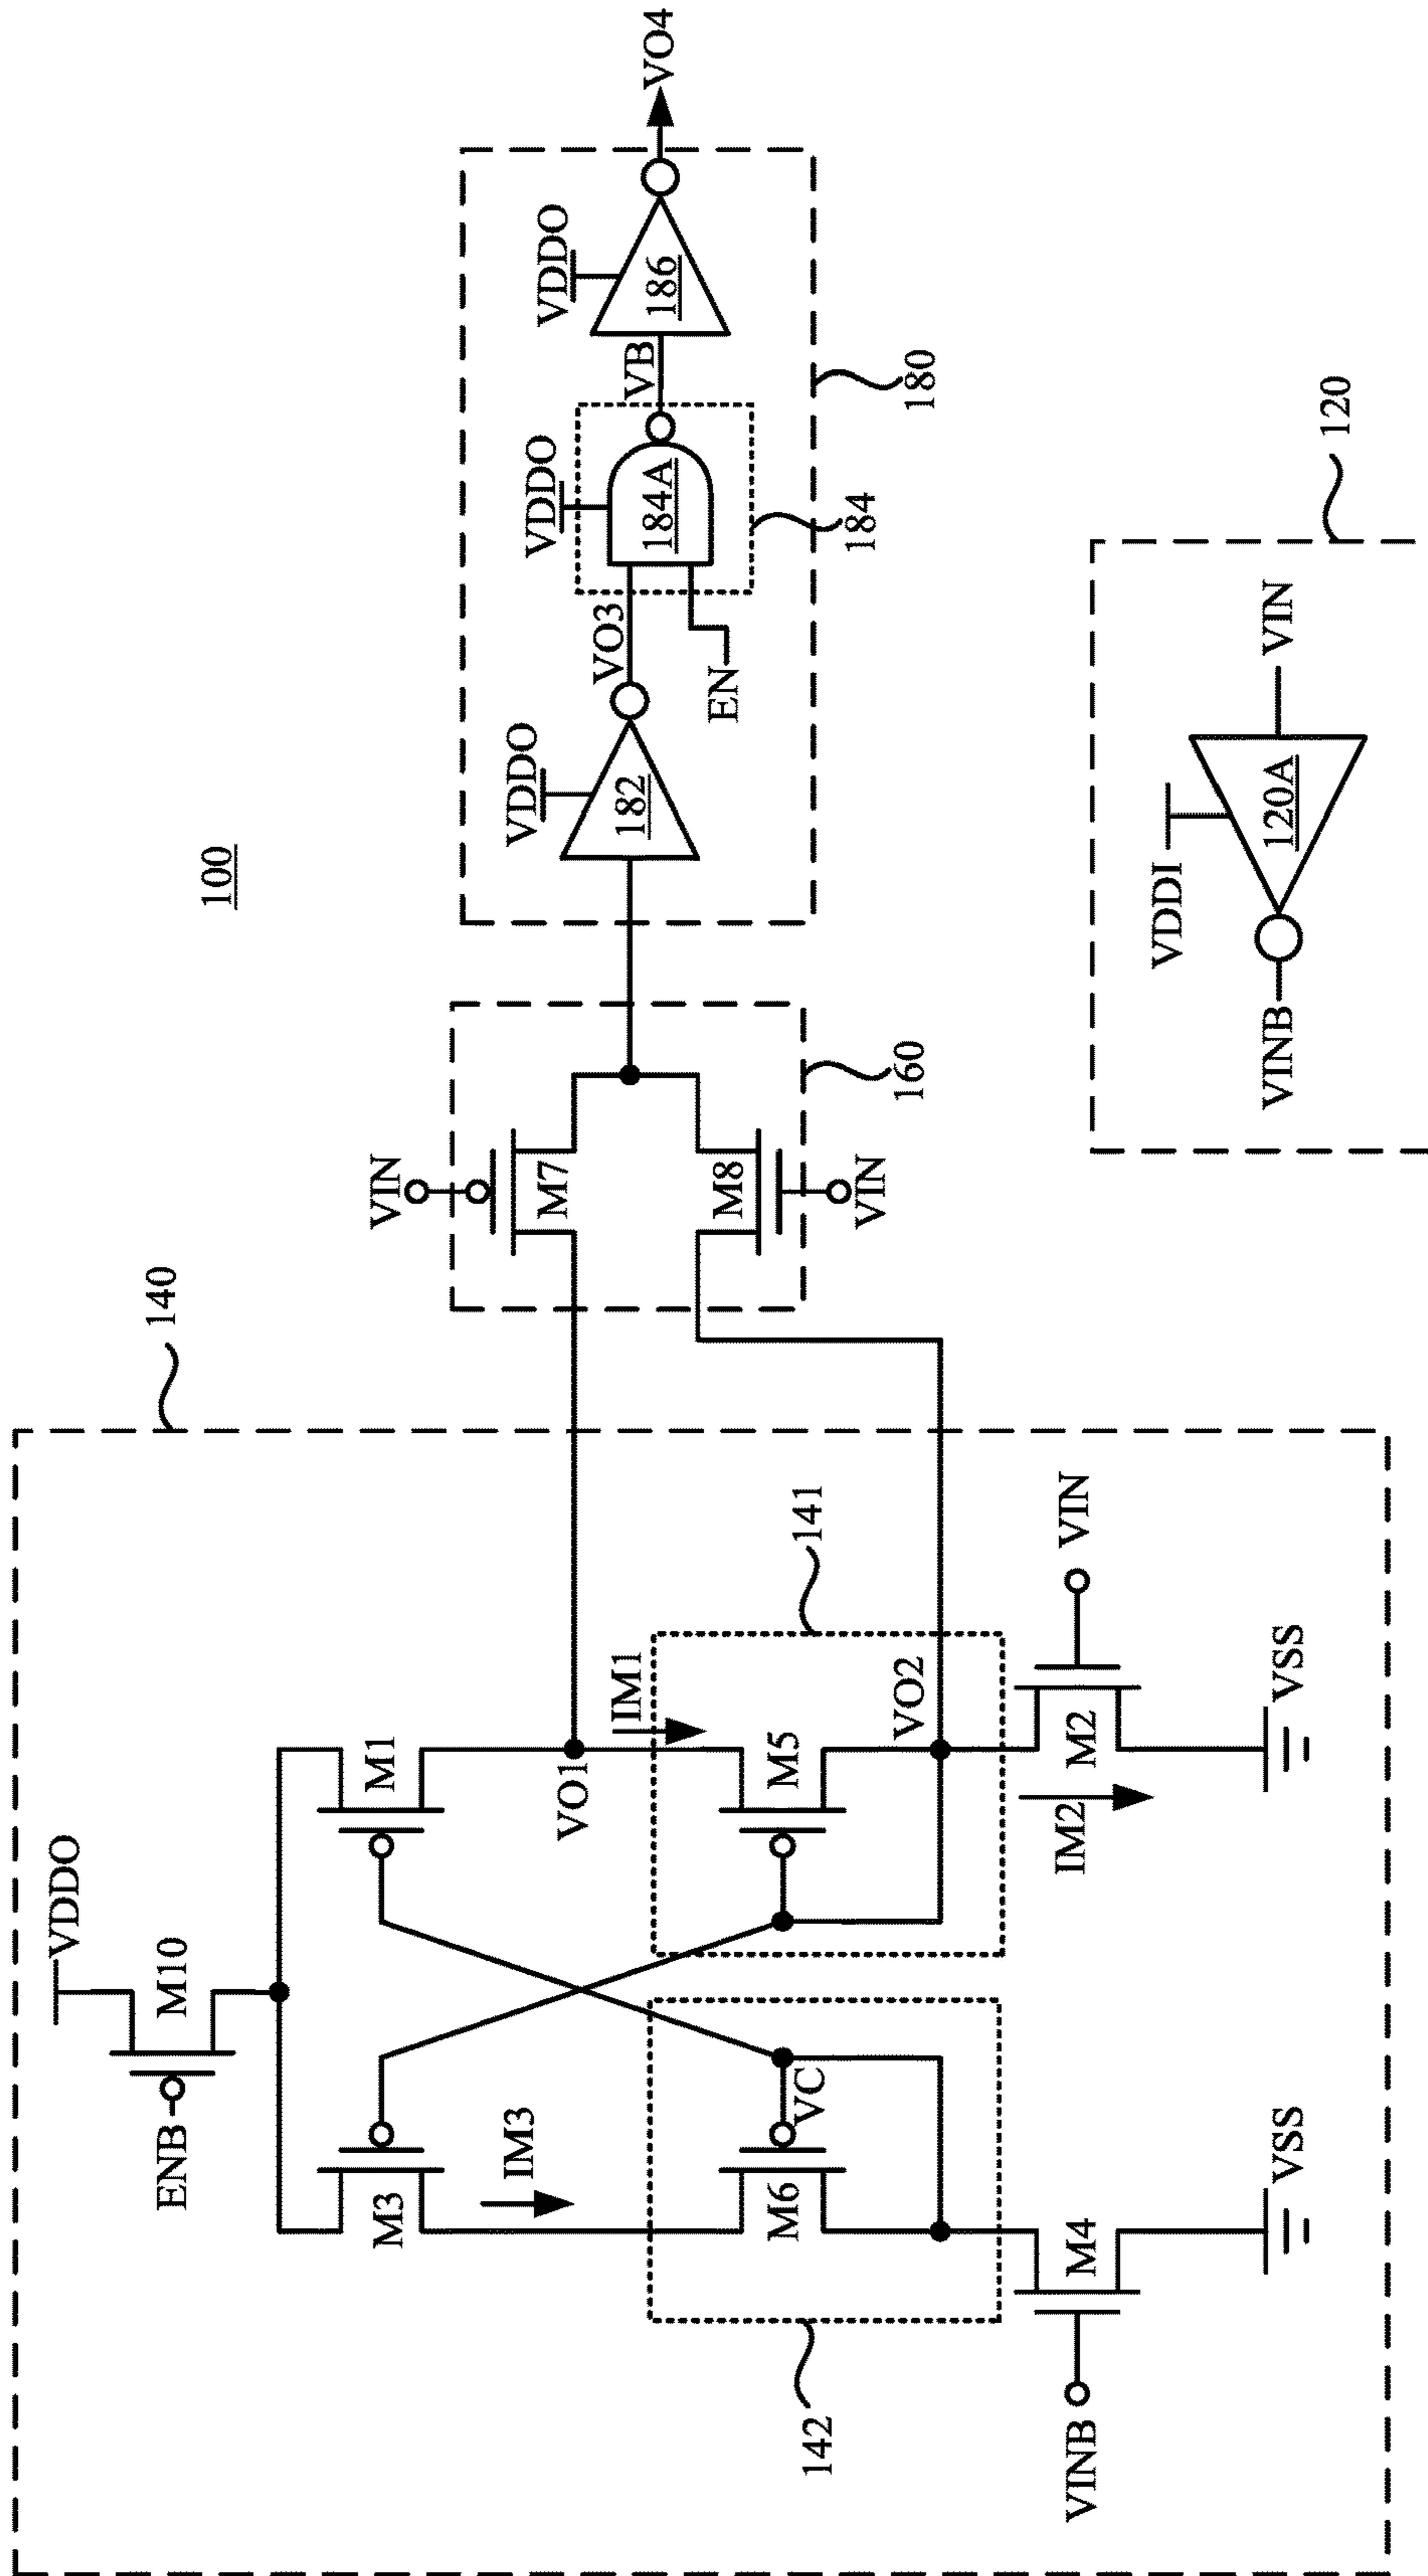 100
140
VDDO
ENB
M10
M3
M1
IM3
VO1
IM1
141
M6
VC
M5
VO2
142
VINB
M4
IM2
M2
VIN
VSS
VSS
VIN
M7
M8
VIN
160
VDDO
182
VO3
EN
VDDO
184A
184
VB
VDDO
186
VO4
180
120
VDDI
VINB
120A
VIN